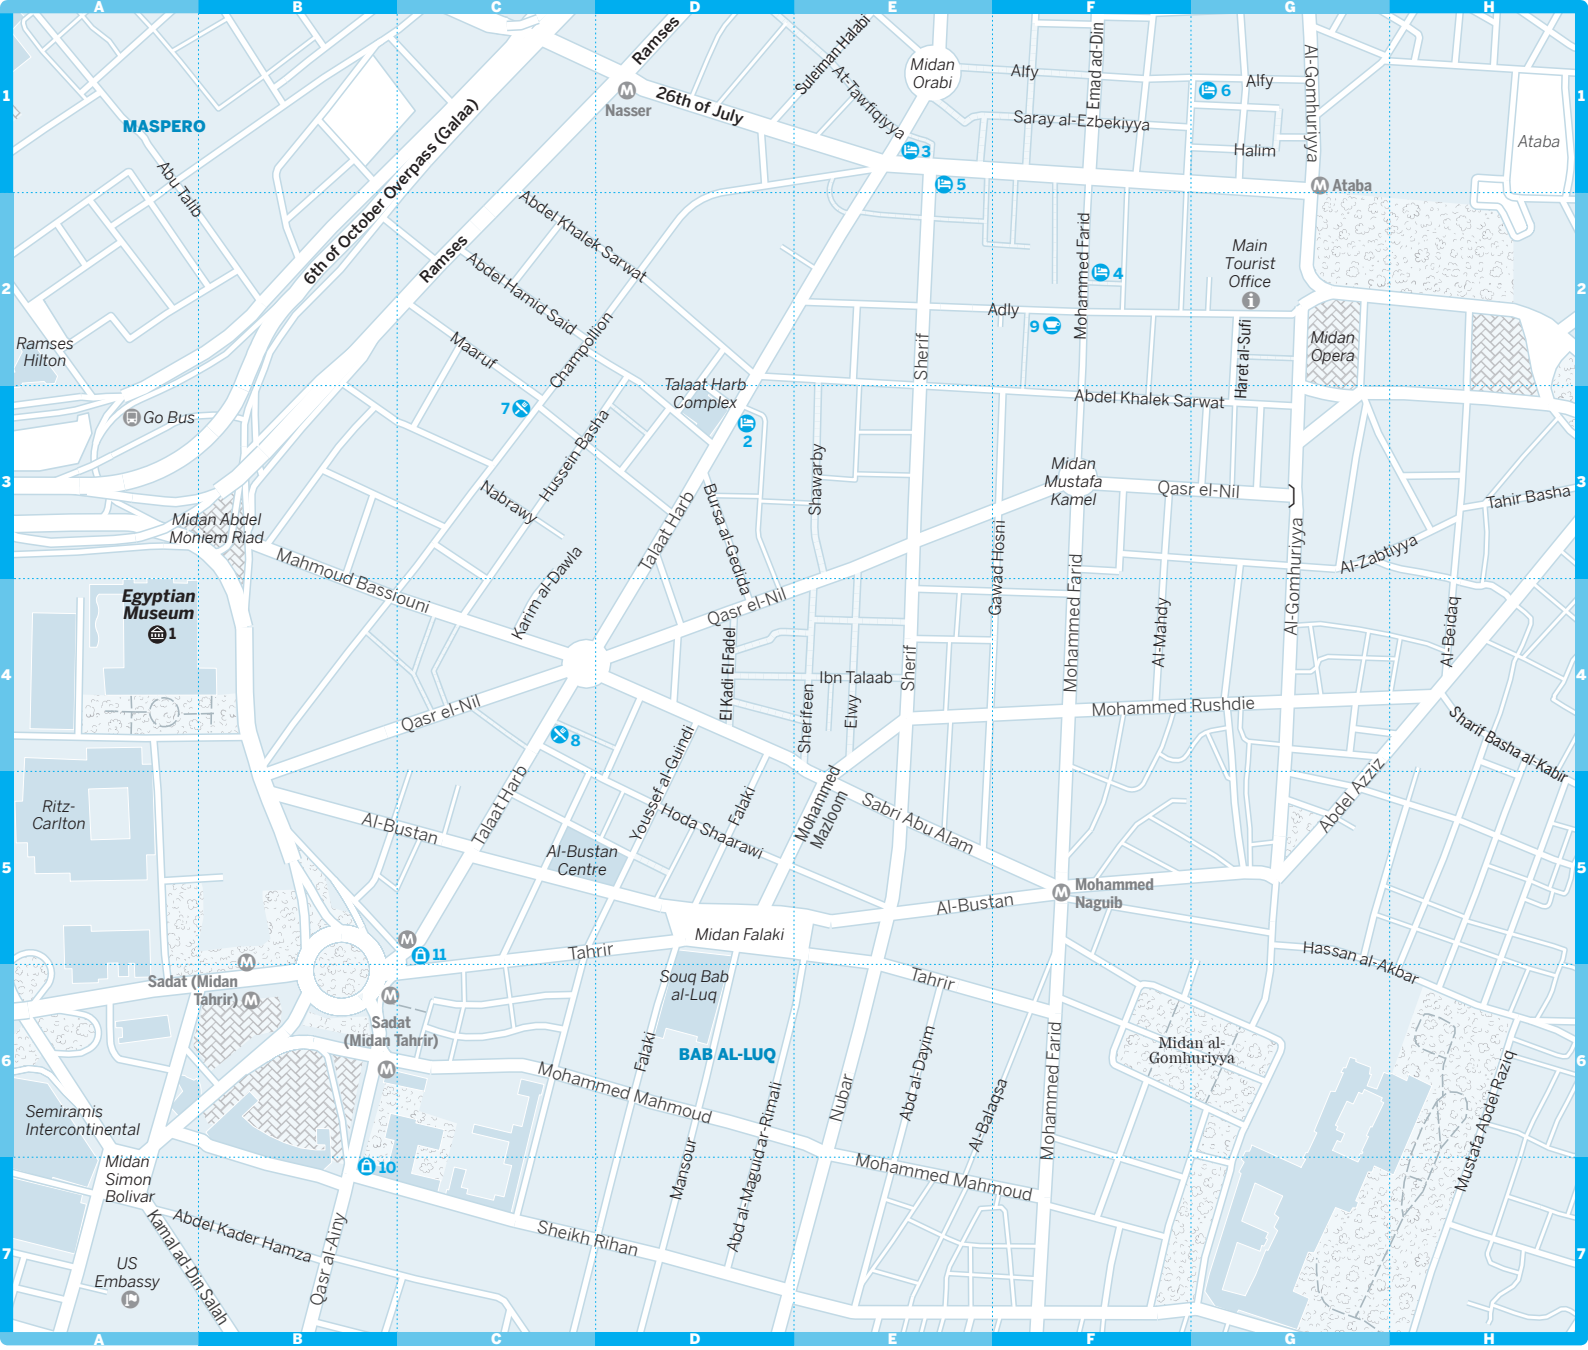 A
B
C
D
E
F
G
H
1
2
3
4
5
6
7
1
2
3
4
5
6
7
MASPERO
Abu Talib
6th of October Overpass (Galaa)
Ramses
Ramses
M
Nasser
26th of July
Suleiman Halabi
At-Tawfiqiyya
Midan
Orabi
Alfy
Emad ad-Din
Saray al-Ezbekiyya
6
Alfy
Halim
Al-Gomhuriyya
Ataba
M
Ataba
3
5
Abdel Khalek Sarwat
Abdel Hamid Said
Maaruf
Champollion
Mohammed Farid
4
Main
Tourist
Office
i
Adly
9
Sherif
Haret al-Sufi
Midan
Opera
Ramses
Hilton
Go Bus
7
Talaat Harb
Complex
2
Abdel Khalek Sarwat
Hussein Basha
Nabrawy
Shawarby
Midan
Mustafa
Kamel
Qasr el-Nil
Tahir Basha
Midan Abdel
Moniem Riad
Mahmoud Bassiouni
Talaat Harb
Bursa al-Gedida
Gawad Hosni
Mohammed Farid
Al-Gomhuriyya
Al-Zabtiyya
Karim al-Dawla
Egyptian
Museum
1
Qasr el-Nil
El Kadi El Fadel
Ibn Talaab
Sherif
Al-Mahdy
Al-Beidaq
Sherifeen
Elwy
Mohammed Rushdie
Sharif Basha al-Kabir
Qasr el-Nil
8
Youssef al-Guindi
Talaat Harb
Falaki
Mohammed
Mazloom
Sabri Abu Alam
Abdel Azziz
Ritz-
Carlton
Al-Bustan
Hoda Shaarawi
Al-Bustan
Centre
M
Mohammed
Naguib
Al-Bustan
Midan Falaki
Tahrir
M
11
M
Sadat (Midan
Tahrir)
M
M
Sadat
(Midan Tahrir)
M
Souq Bab
al-Luq
Tahrir
Hassan al-Akbar
BAB AL-LUQ
Falaki
Mohammed Mahmoud
Nubar
Abd al-Dayim
Al-Balaqsa
Mohammed Farid
Midan al-
Gomhuriyya
Mustafa Abdel Raziq
Semiramis
Intercontinental
10
Midan
Simon
Bolivar
Mansour
Abd al-Maguid ar-Rimali
Mohammed Mahmoud
Abdel Kader Hamza
Kamal ad-Din Salah
Qasr al-Ainy
Sheikh Rihan
US
Embassy
A
B
C
D
E
F
G
H